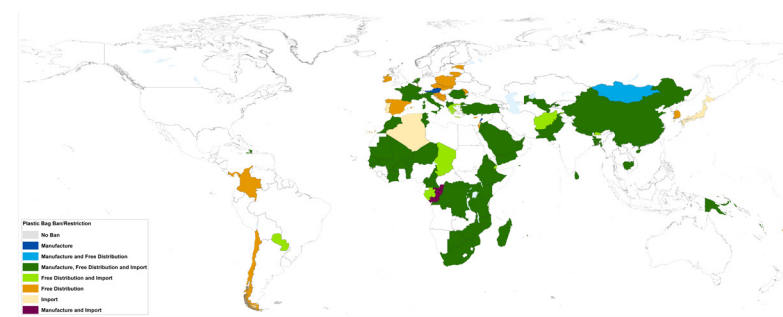 Plastic Bag Ban/Restriction
No Ban
Manufacture
Manufacture and Free Distribution
Manufacture, Free Distribution and Import
Free Distribution and Import
Free Distribution
Import
Manufacture and Import